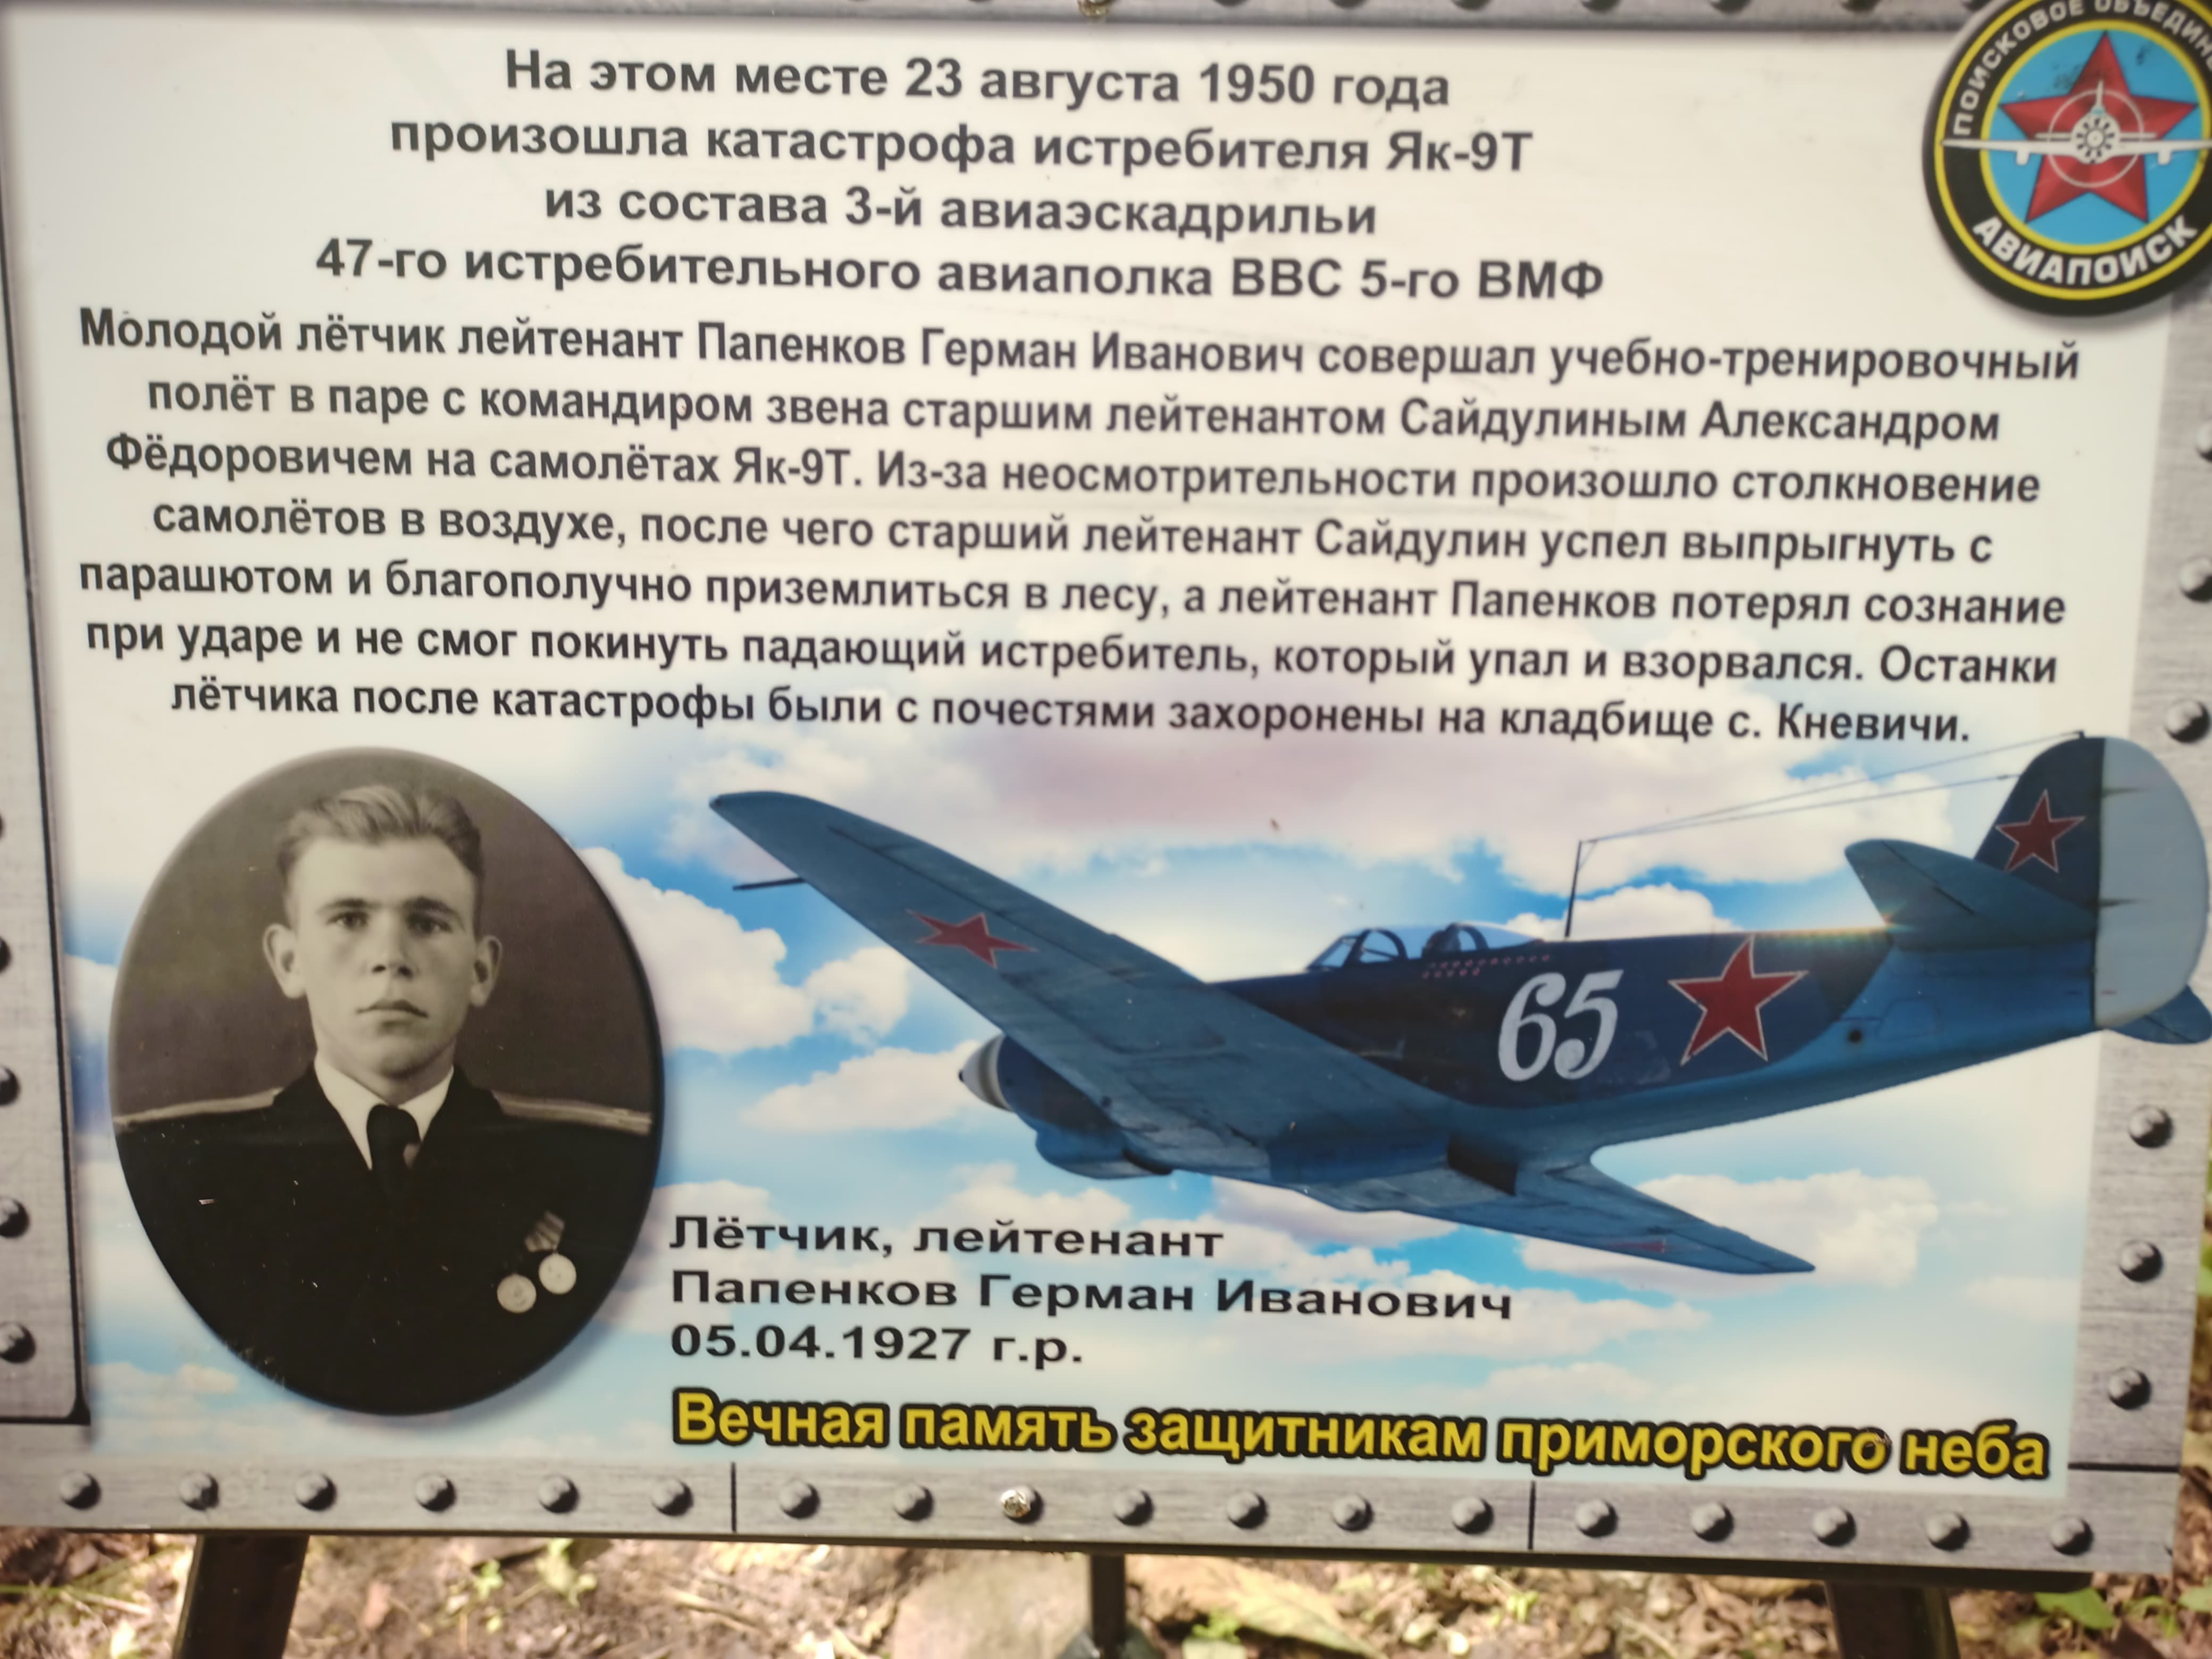 На этом месте 23 августа 1950 года
произошла катастрофа истребителя Як-9Т
из состава 3-й авиаэскадрильи
47-го истребительного авиаполка ВВС 5-го ВМФ
ПОИСКОВОЕ
АВИАПОИСК
Молодой лётчик лейтенант Папенков Герман Иванович совершал учебно-тренировочный
полёт в паре с командиром звена старшим лейтенантом Сайдулиным Александром
Фёдоровичем на самолётах Як-9Т. Из-за неосмотрительности произошло столкновение
самолётов в воздухе, после чего старший лейтенант Сайдулин успел выпрыгнуть с
парашютом и благополучно приземлиться в лесу, а лейтенант Папенков потерял сознание
при ударе и не смог покинуть падающий истребитель, который упал и взорвался. Останки
лётчика после катастрофы были с почестями захоронены на кладбище с. Кневичи.
65
Лётчик, лейтенант
Папенков Герман Иванович
05.04.1927 г.р.
Вечная память защитникам приморского неба